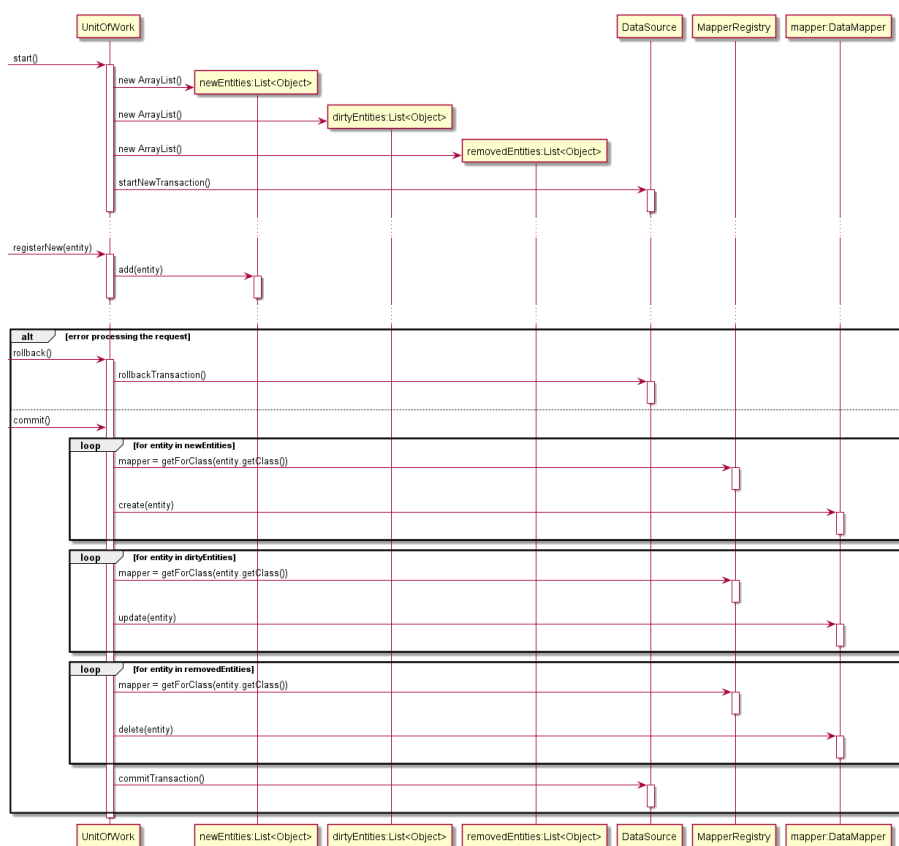 UnitOfWork
DataSource
MapperRegistry
mapper:DataMapper
start()
new ArrayList()
newEntities:List<Object>
new ArrayList()
dirtyEntities:List<Object>
new ArrayList()
removedEntities:List<Object>
startNewTransaction()
registerNew(entity)
add(entity)
alt
[error processing the request]
rollback()
rollbackTransaction()
commit()
loop
[for entity in newEntities]
mapper = getForClass(entity.getClass())
create(entity)
loop
[for entity in dirtyEntities]
mapper = getForClass(entity.getClass())
update(entity)
loop
[for entity in removedEntities]
mapper = getForClass(entity.getClass())
delete(entity)
commitTransaction()
UnitOfWork
newEntities:List<Object>
dirtyEntities:List<Object>
removedEntities:List<Object>
DataSource
MapperRegistry
mapper:DataMapper